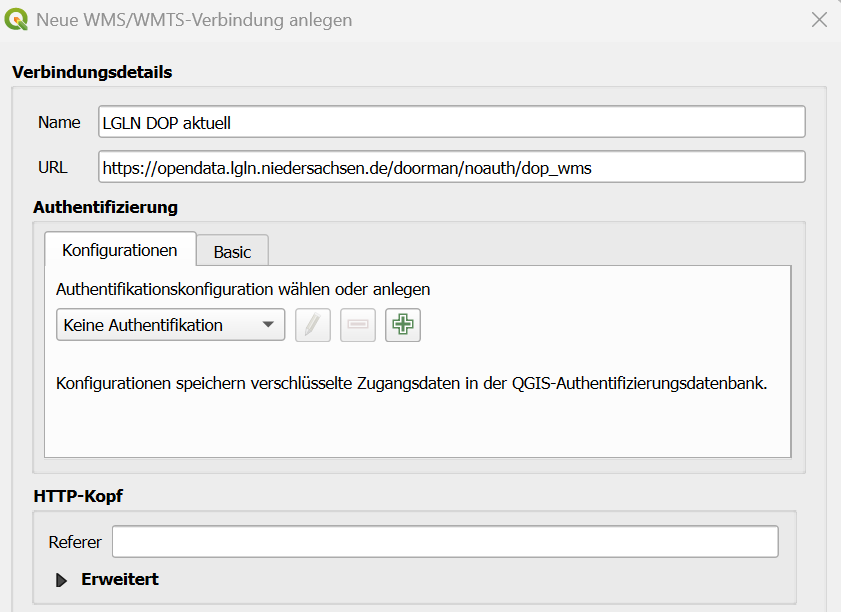 Neue WMS/WMTS-Verbindung anlegen
Verbindungsdetails
Name LGLN DOP aktuell
URL https://opendata.lgln.niedersachsen.de/doorman/noauth/dop_wms
Authentifizierung
Konfigurationen Basic
Authentifikationskonfiguration wählen oder anlegen
Keine Authentifikation
Konfigurationen speichern verschlüsselte Zugangsdaten in der QGIS-Authentifizierungsdatenbank.
HTTP-Kopf
Referer
Erweitert